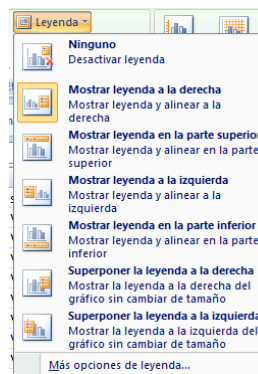 Leyenda
Ninguno
Desactivar leyenda
Mostrar leyenda a la derecha
Mostrar leyenda y alinear a la
derecha
Mostrar leyenda en la parte superior
Mostrar leyenda y alinear en la parte
superior
Mostrar leyenda a la izquierda
Mostrar leyenda y alinear a la
izquierda
Mostrar leyenda en la parte inferior
Mostrar leyenda y alinear en la parte
inferior
Superponer la leyenda a la derecha
Mostrar la leyenda a la derecha del
gráfico sin cambiar de tamaño
Superponer la leyenda a la izquierda
Mostrar la leyenda a la izquierda del
gráfico sin cambiar de tamaño
Más opciones de leyenda...